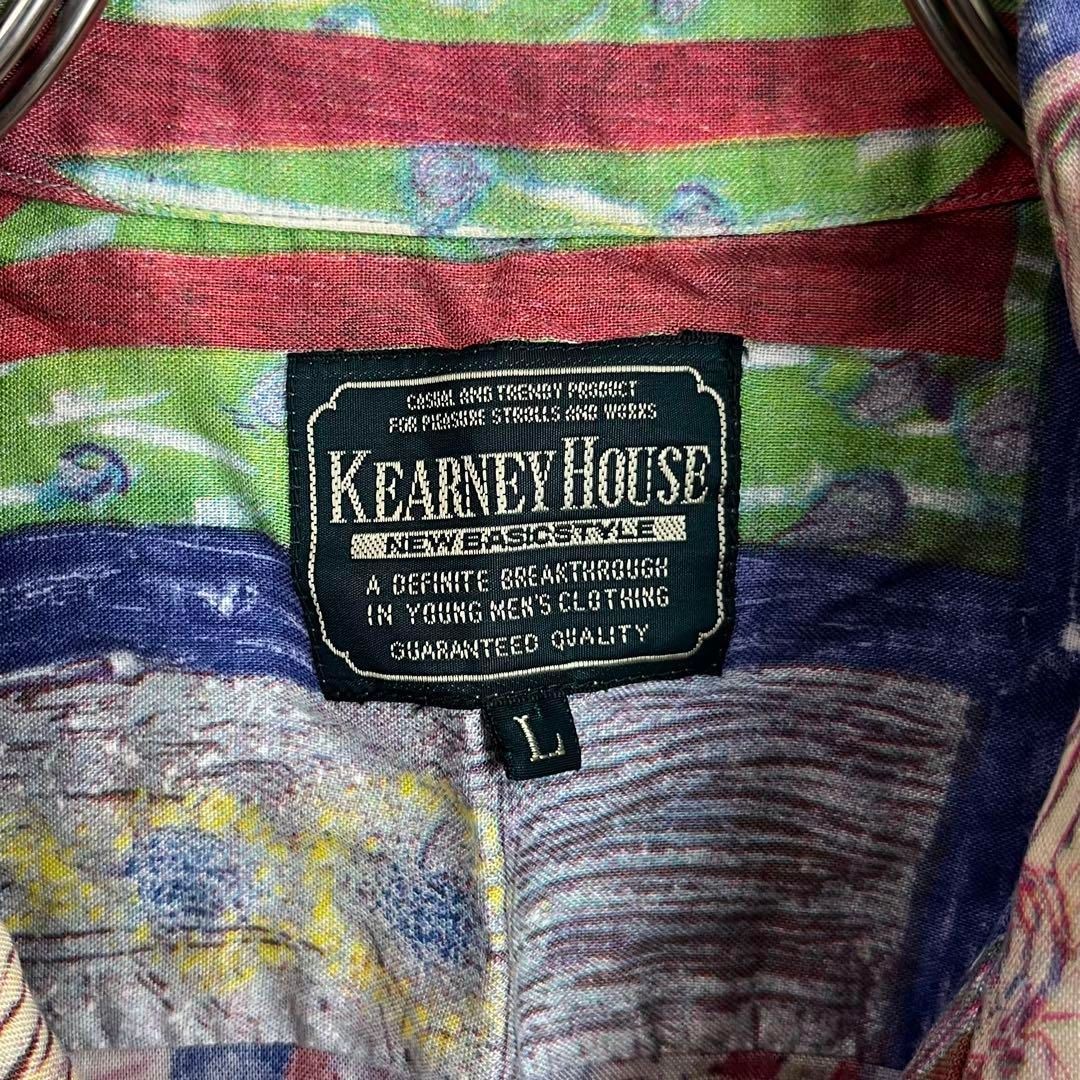 CASUAL AND TRENDY PRODUCT
FOR PLEASURE STROLLS AND WORKS
KEARNEY HOUSE
NEW BASIC STYLE
A DEFINITE BREAKTHROUGH
IN YOUNG MEN'S CLOTHING
GUARANTEED QUALITY
L